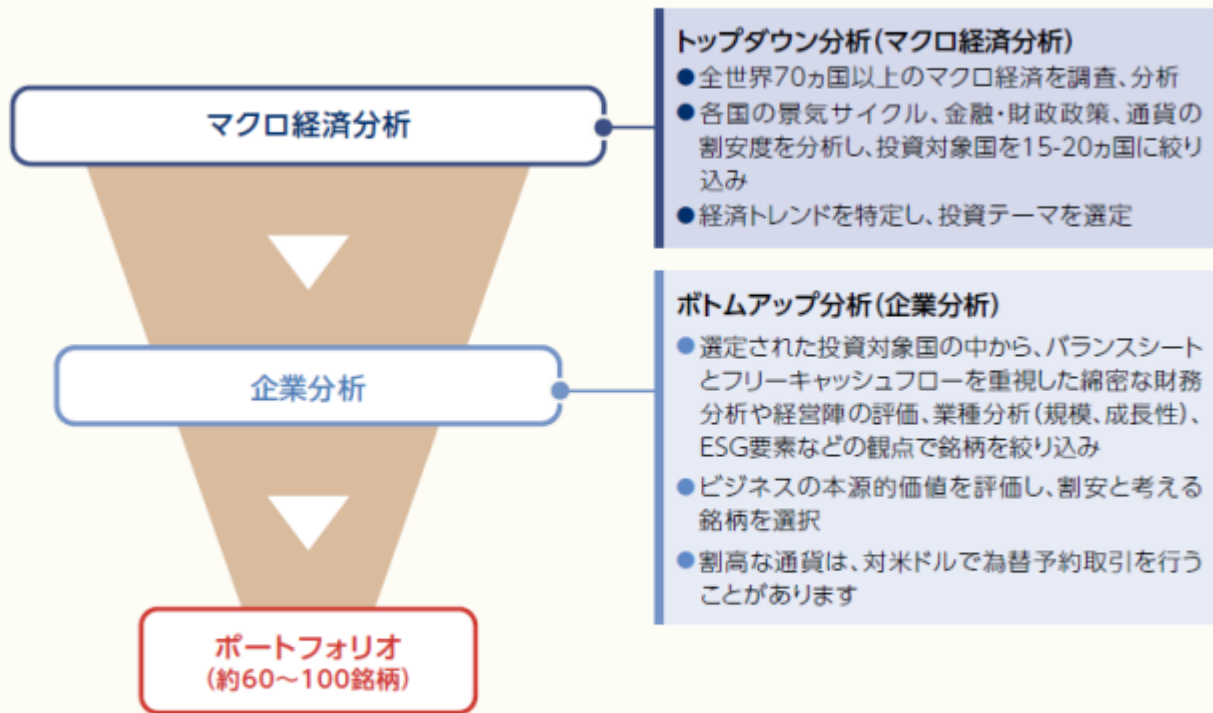 マクロ経済分析
トップダウン分析(マクロ経済分析)
●全世界70ヵ国以上のマクロ経済を調査、分析
●各国の景気サイクル、金融・財政政策、通貨の
割安度を分析し、投資対象国を15-20ヵ国に絞り
込み
●経済トレンドを特定し、投資テーマを選定
企業分析
ボトムアップ分析(企業分析)
●選定された投資対象国の中から、バランスシート
とフリーキャッシュフローを重視した綿密な財務
分析や経営陣の評価、業種分析(規模、成長性)、
ESG要素などの観点で銘柄を絞り込み
●ビジネスの本源的価値を評価し、割安と考える
銘柄を選択
●割高な通貨は、対米ドルで為替予約取引を行う
ことがあります
ポートフォリオ
(約60～100銘柄)